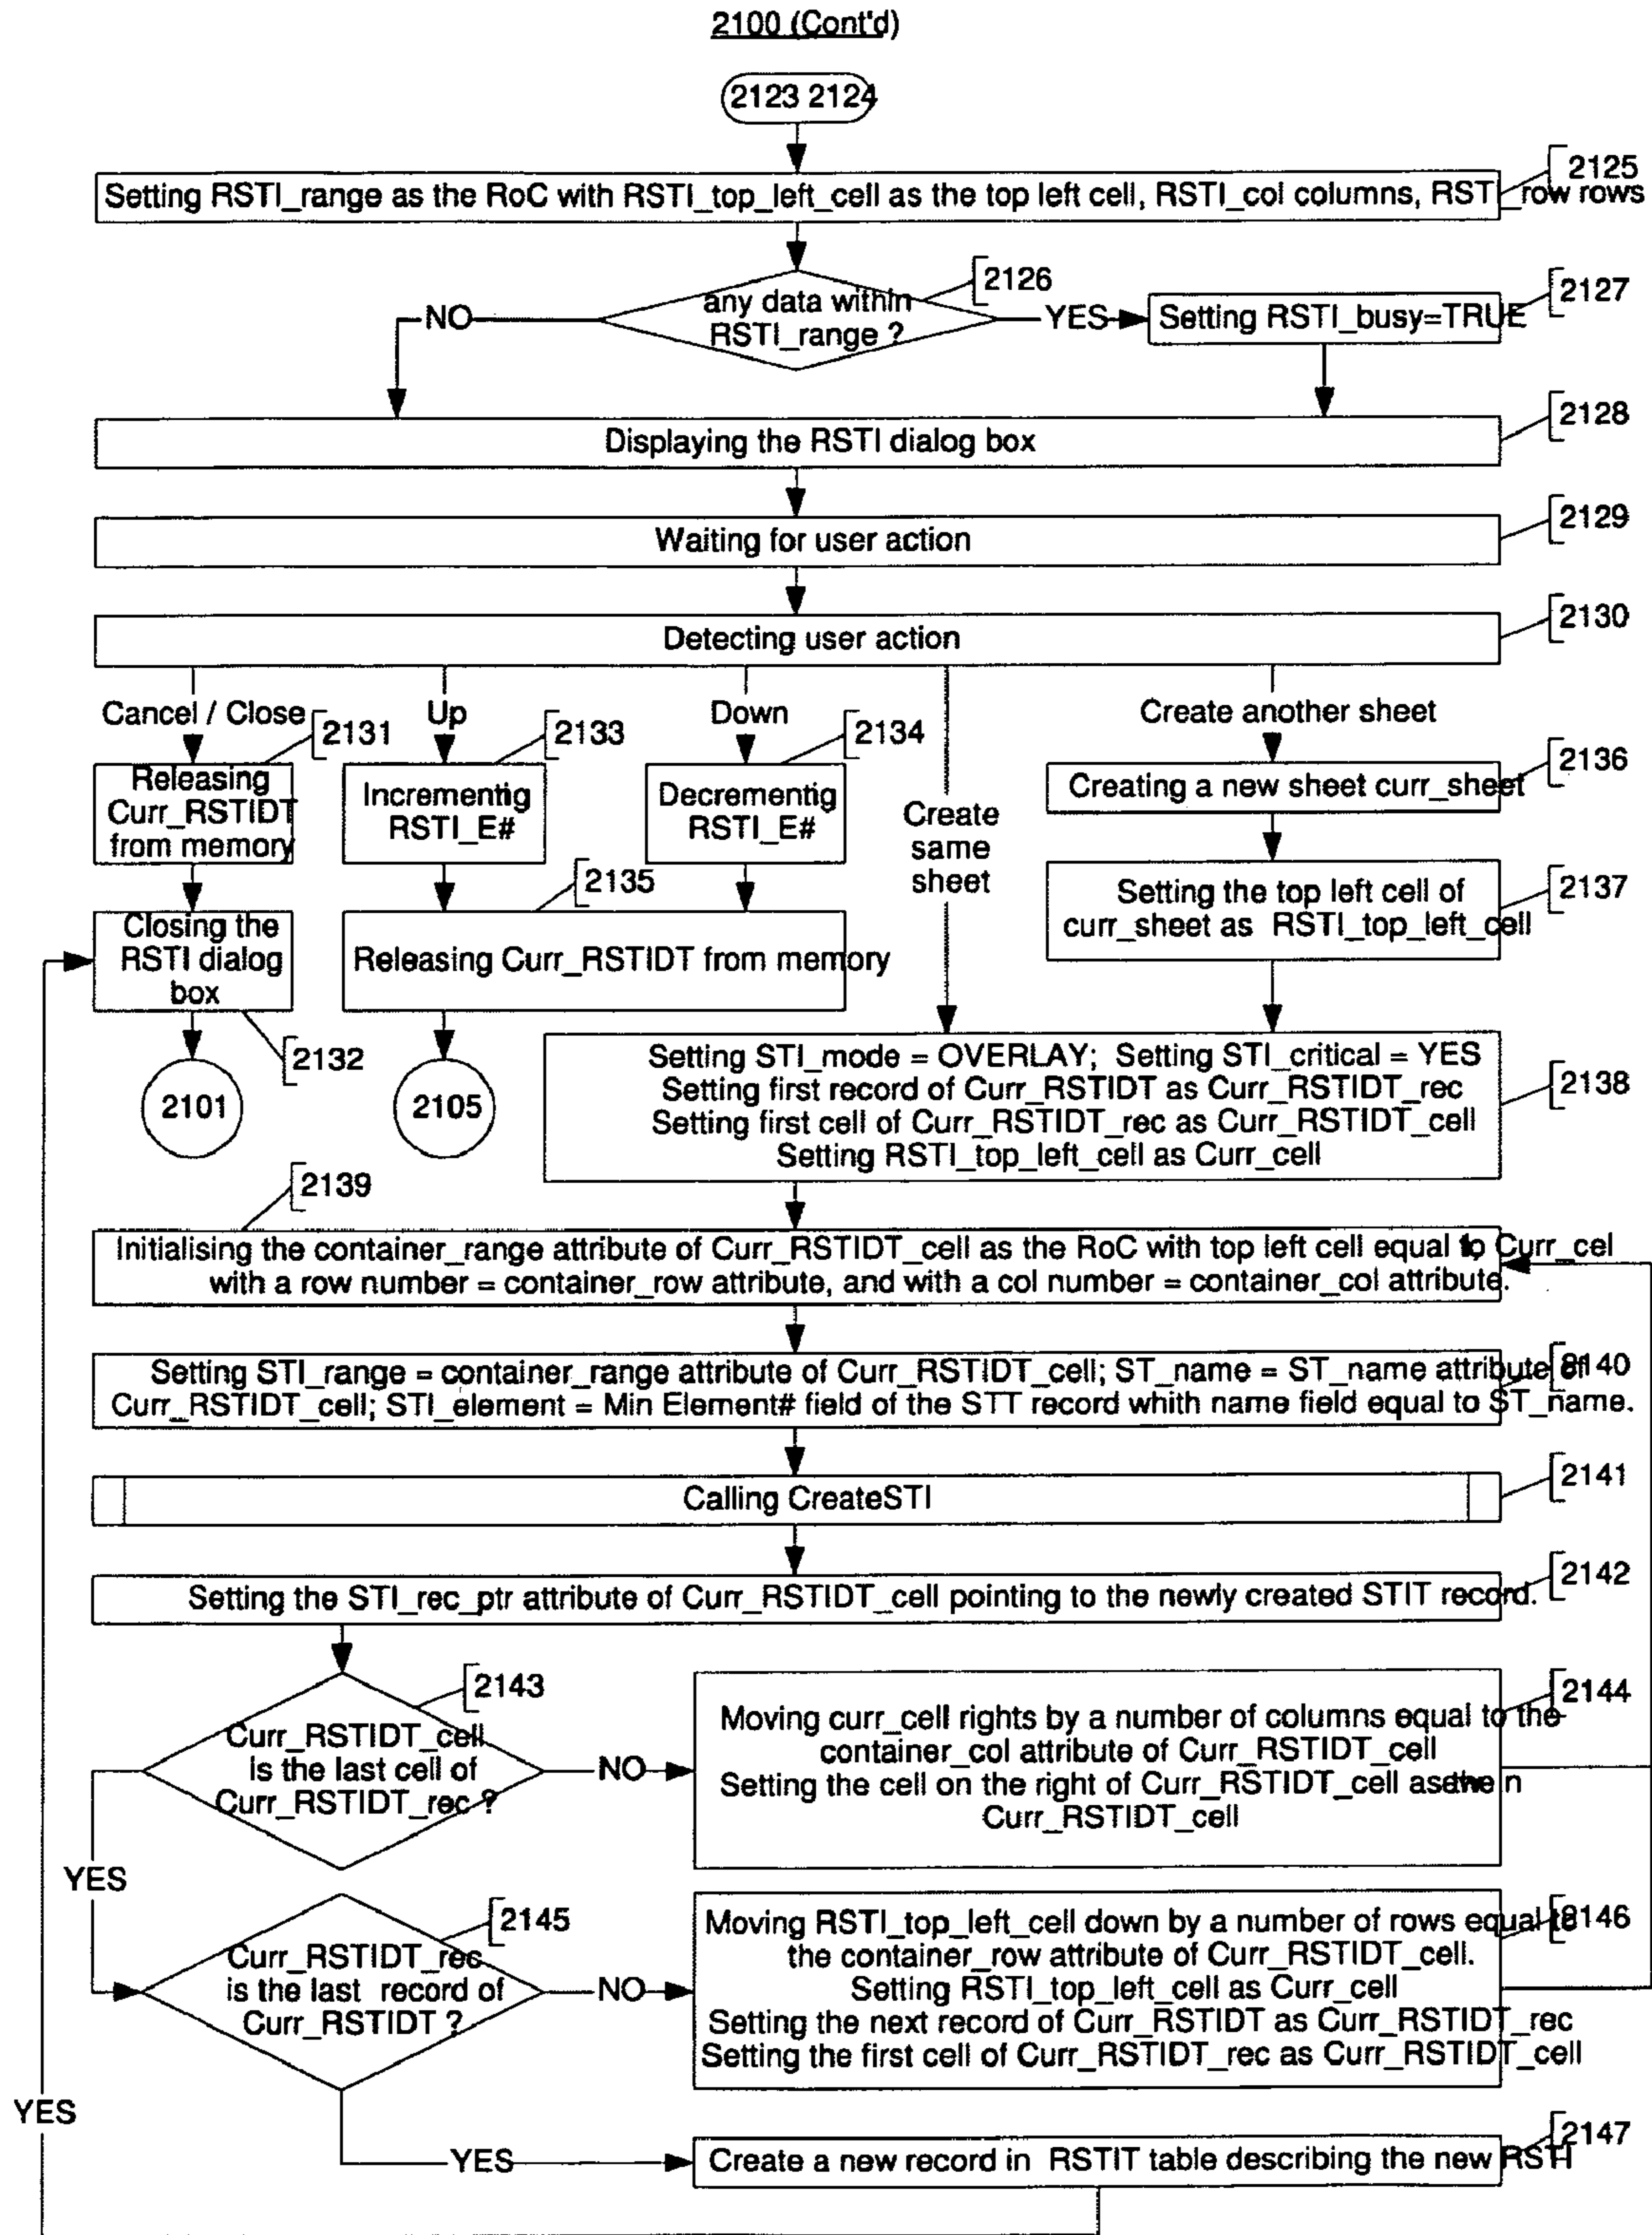 2100 (Cont'd)
2123 2124
2125
Setting RSTI_range as the RoC with RSTI_top_left_cell as the top left cell, RSTI_col columns, RSTI_row rows
2126
any data within
RSTI_range ?
NO
YES
2127
Setting RSTI_busy=TRUE
2128
Displaying the RSTI dialog box
2129
Waiting for user action
2130
Detecting user action
Cancel / Close
Up
Down
Create
same
sheet
Create another sheet
2131
Releasing
Curr_RSTIDT
from memory
2133
Incrementig
RSTI_E#
2134
Decrementig
RSTI_E#
2136
Creating a new sheet curr_sheet
2135
Closing the
RSTI dialog
box
Releasing Curr_RSTIDT from memory
2137
Setting the top left cell of
curr_sheet as RSTI_top_left_cell
2132
2101
2105
2138
Setting STI_mode = OVERLAY; Setting STI_critical = YES
Setting first record of Curr_RSTIDT as Curr_RSTIDT_rec
Setting first cell of Curr_RSTIDT_rec as Curr_RSTIDT_cell
Setting RSTI_top_left_cell as Curr_cell
2139
Initialising the container_range attribute of Curr_RSTIDT_cell as the RoC with top left cell equal to Curr_cel
with a row number = container_row attribute, and with a col number = container_col attribute.
2140
Setting STI_range = container_range attribute of Curr_RSTIDT_cell; ST_name = ST_name attribute of
Curr_RSTIDT_cell; STI_element = Min Element# field of the STT record whith name field equal to ST_name.
2141
Calling CreateSTI
2142
Setting the STI_rec_ptr attribute of Curr_RSTIDT_cell pointing to the newly created STIT record.
2143
Curr_RSTIDT_cell
is the last cell of
Curr_RSTIDT_rec ?
NO
YES
2144
Moving curr_cell rights by a number of columns equal to the
container_col attribute of Curr_RSTIDT_cell
Setting the cell on the right of Curr_RSTIDT_cell as
Curr_RSTIDT_cell
2145
Curr_RSTIDT_rec
is the last record of
Curr_RSTIDT ?
NO
2146
Moving RSTI_top_left_cell down by a number of rows equal to
the container_row attribute of Curr_RSTIDT_cell.
Setting RSTI_top_left_cell as Curr_cell
Setting the next record of Curr_RSTIDT as Curr_RSTIDT_rec
Setting the first cell of Curr_RSTIDT_rec as Curr_RSTIDT_cell
YES
YES
2147
Create a new record in RSTIT table describing the new RSTI